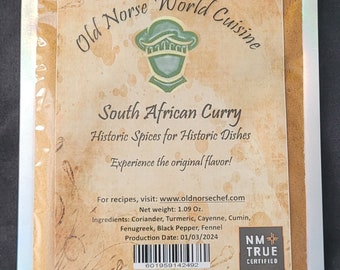 Old Norse World Cuisine
South African Curry
Historic Spices for Historic Dishes
Experience the original flavor!
For recipes, visit: www.oldnorsechef.com
Net weight: 1.09 Oz.
Ingredients: Coriander, Turmeric, Cayenne, Cumin,
Fenugreek, Black Pepper, Fennel
Production Date: 01/03/2024
601959142492
NM
TRUE
CERTIFIED